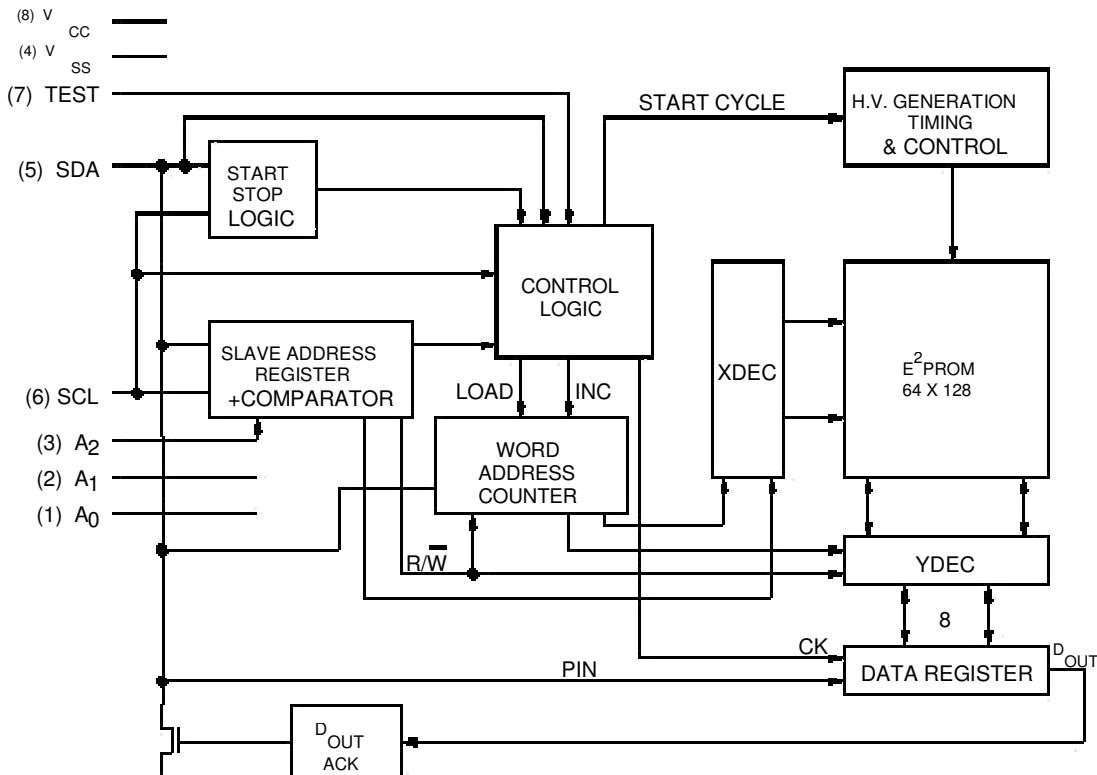 (8) V CC
(4) V SS
(7) TEST
START CYCLE
H.V. GENERATION
TIMING
& CONTROL
(5) SDA
START
STOP
LOGIC
CONTROL
LOGIC
SLAVE ADDRESS
REGISTER
+COMPARATOR
XDEC
E2PROM
64 X 128
(6) SCL
LOAD
INC
(3) A2
(2) A1
(1) A0
WORD
ADDRESS
COUNTER
R/W
YDEC
8
CK
DOUT
PIN
DATA REGISTER
DOUT
ACK